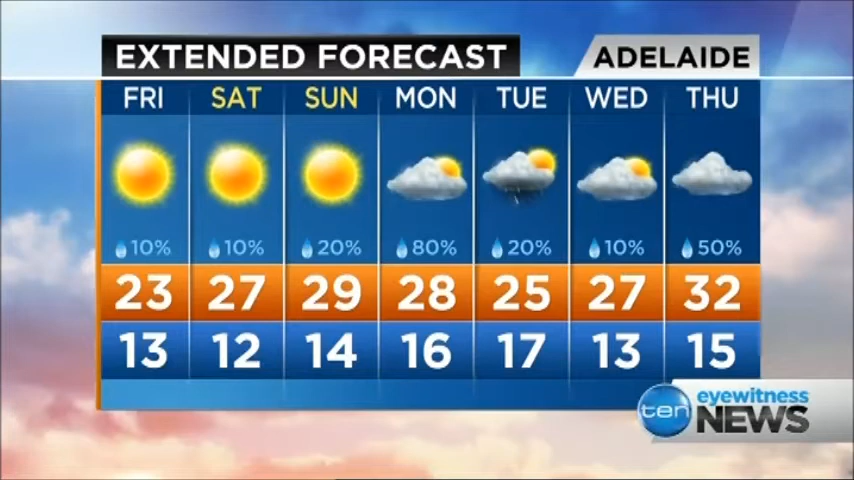 EXTENDED FORECAST
ADELAIDE
FRI SAT SUN MON TUE WED THU
10% 10% 20% 80% 20% 10% 50%
23 27 29 28 25 27 32
13 12 14 16 17 13 15
ten eyewitness
NEWS